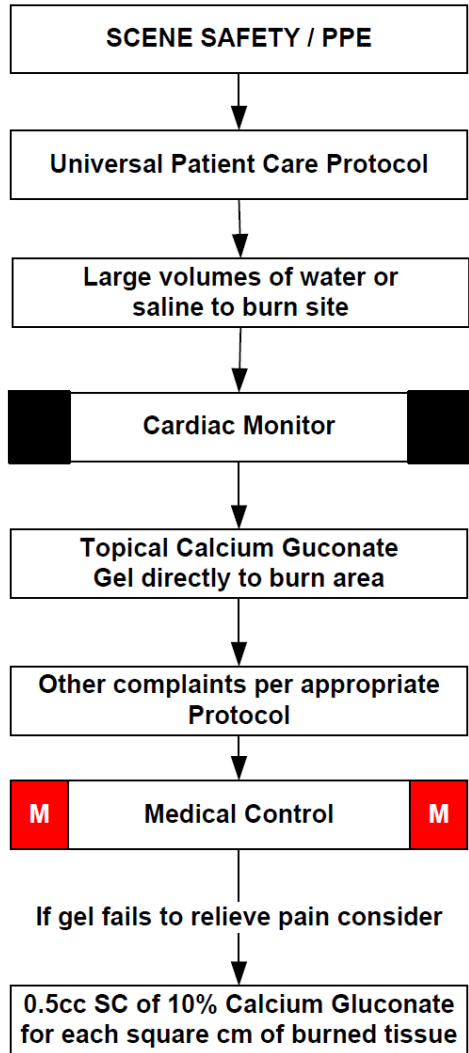 SCENE SAFETY / PPE
Universal Patient Care Protocol
Large volumes of water or
saline to burn site
Cardiac Monitor
Topical Calcium Guconate
Gel directly to burn area
Other complaints per appropriate
Protocol
M Medical Control M
If gel fails to relieve pain consider
0.5cc SC of 10% Calcium Gluconate
for each square cm of burned tissue